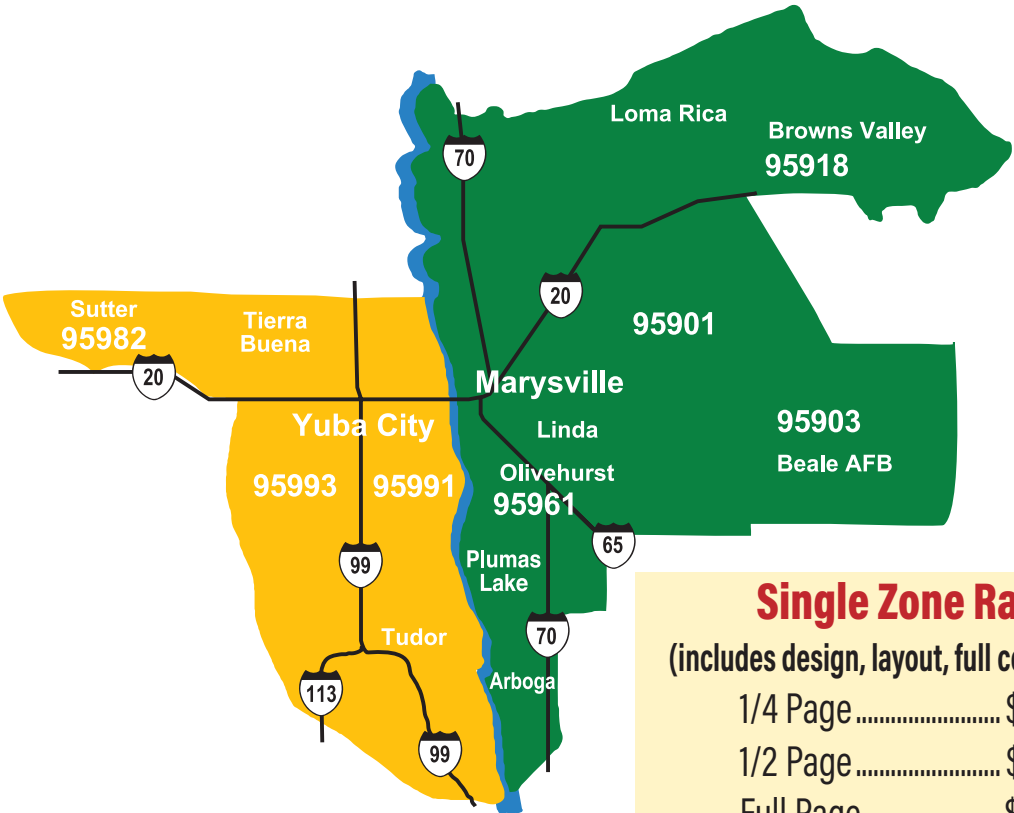 Loma Rica
Browns Valley
95918
70
20
95901
Sutter
95982
Tierra
Buena
20
Marysville
Yuba City
Linda
95903
Beale AFB
95993
95991
Olivehurst
95961
65
99
Plumas
Lake
70
Tudor
Arboga
113
99
Single Zone Ra
(includes design, layout, full c
1/4 Page ........................ $
1/2 Page ........................ $
Full Page ........................ $